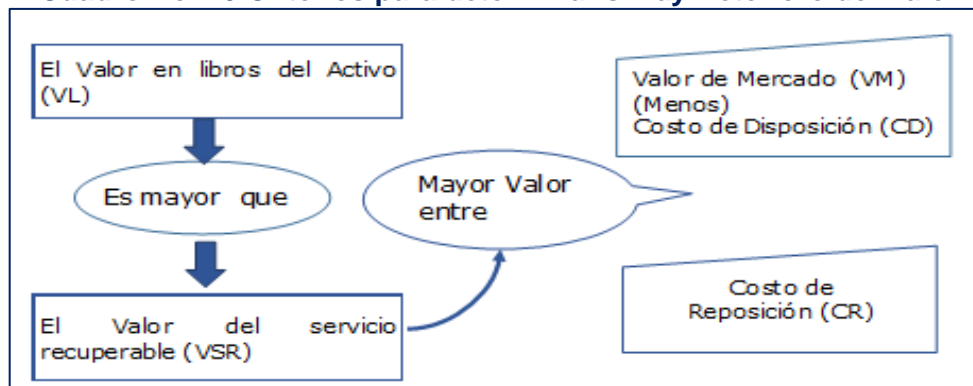 El Valor en libros del Activo
(VL)
Es mayor que
El Valor del servicio
recuperable (VSR)
Mayor Valor
entre
Valor de Mercado (VM)
(Menos)
Costo de Disposición (CD)
Costo de
Reposición (CR)